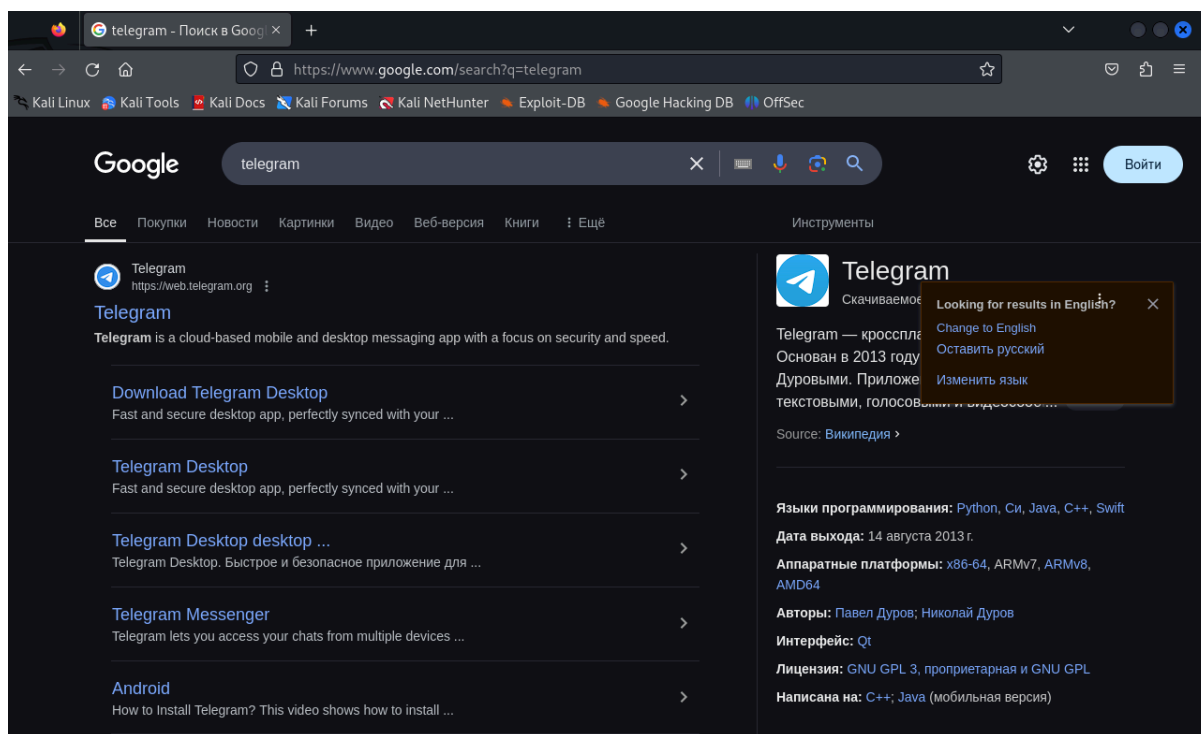 telegram - Поиск в Goog
https://www.google.com/search?q=telegram
Kali Linux Kali Tools Kali Docs Kali Forums Kali NetHunter Exploit-DB Google Hacking DB OffSec
Google
telegram
Войти
Все Покупки Новости Картинки Видео Веб-версия Книги Ещё Инструменты
Telegram
https://web.telegram.org
Telegram
Telegram is a cloud-based mobile and desktop messaging app with a focus on security and speed.
Download Telegram Desktop
Fast and secure desktop app, perfectly synced with your ...
Telegram Desktop
Fast and secure desktop app, perfectly synced with your ...
Telegram Desktop desktop ...
Telegram Desktop. Быстрое и безопасное приложение для ...
Telegram Messenger
Telegram lets you access your chats from multiple devices ...
Android
How to Install Telegram? This video shows how to install ...
Telegram
Скачиваемое
Telegram — кросспла
Основан в 2013 году
Дуровыми. Приложе
текстовыми, голосовыми и
Source: Википедия
Looking for results in English?
Change to English
Оставить русский
Изменить язык
Языки программирования: Python, Си, Java, C++, Swift
Дата выхода: 14 августа 2013 г.
Аппаратные платформы: x86-64, ARMv7, ARMv8,
AMD64
Авторы: Павел Дуров; Николай Дуров
Интерфейс: Qt
Лицензия: GNU GPL 3, проприетарная и GNU GPL
Написана на: C++; Java (мобильная версия)